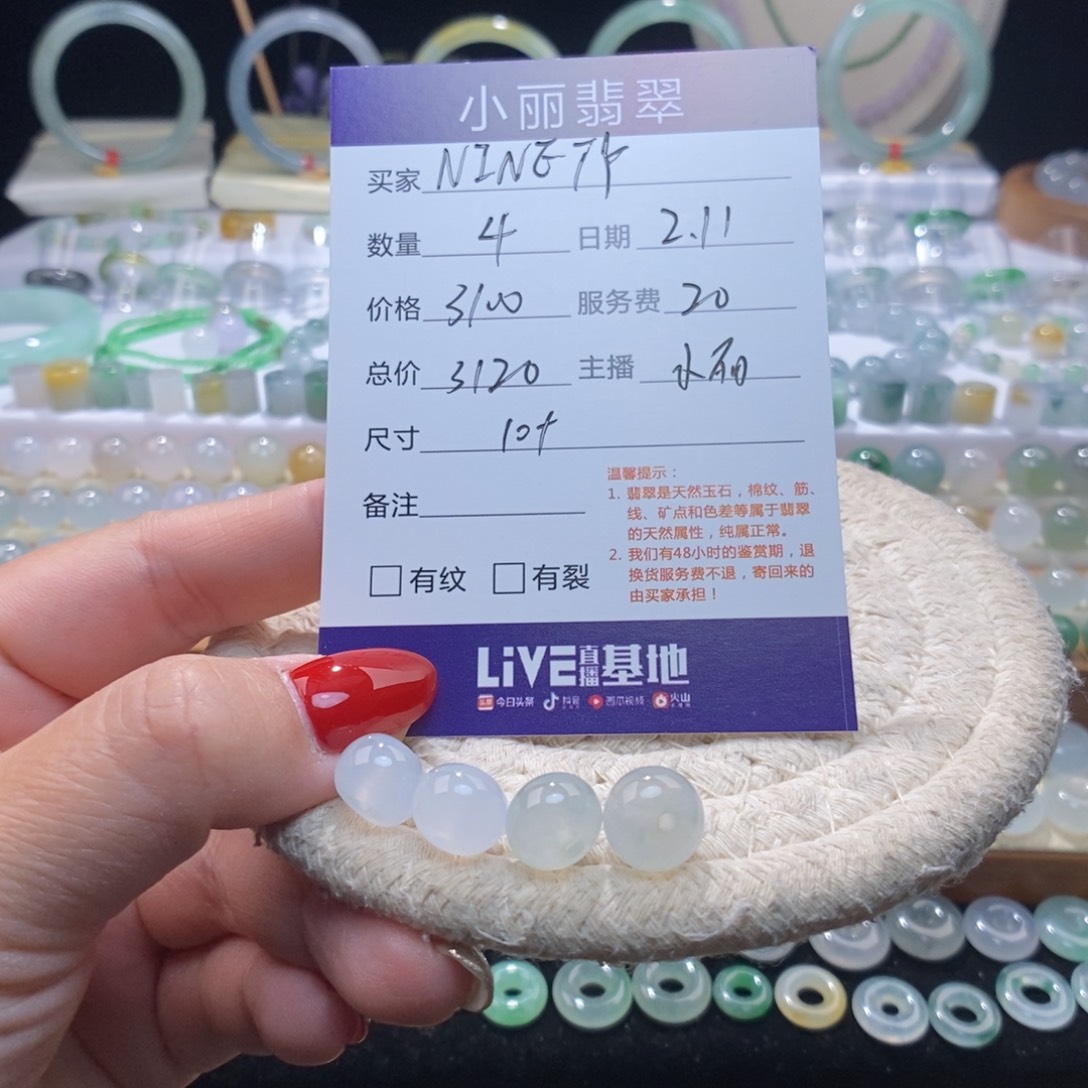 小丽翡翠
买家 NINE
数量 4 日期 2.11
价格 3100 服务费 20
总价 3120 主播 小丽
尺寸 10+
备注
温馨提示：
1. 翡翠是天然玉石，棉纹、筋、
线、矿点和色差等属于翡翠
的天然属性，纯属正常。
2. 我们有48小时的鉴赏期，退
换货服务费不退，寄回来的
由买家承担！
有纹 有裂
LiVE直播基地
今日头条 抖音 西瓜视频 火山